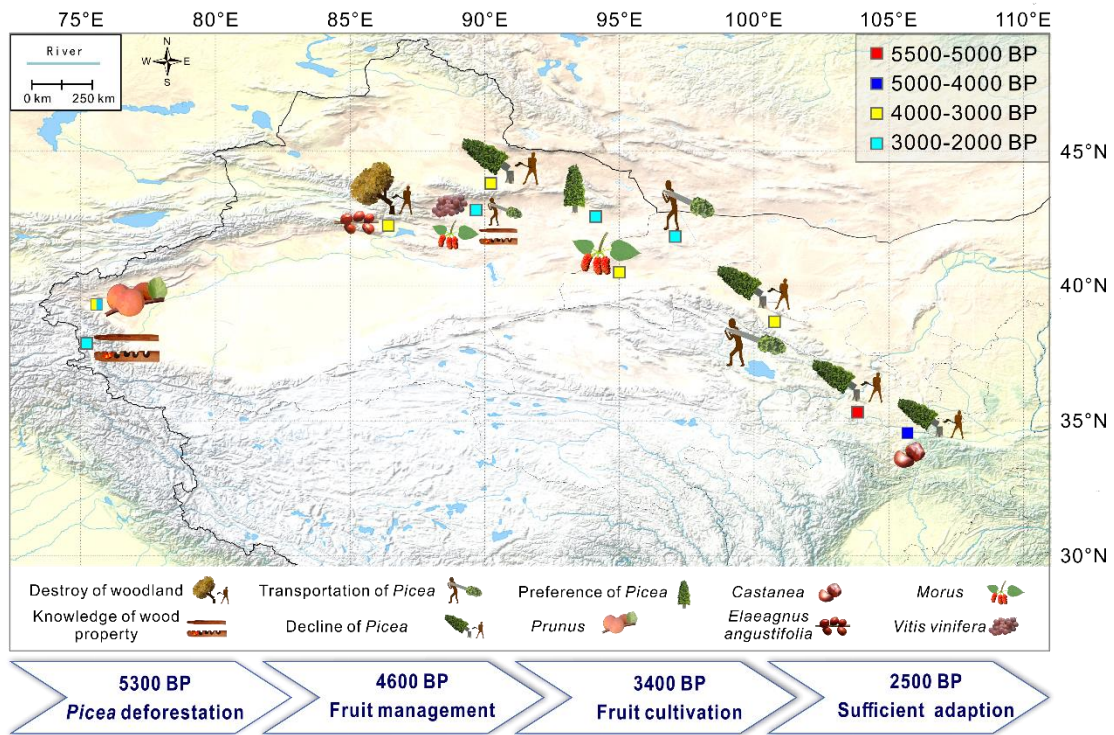 75°E 80°E 85°E 90°E 95°E 100°E 105°E 110°E
River
0 km 250 km
N
W E
S
5500-5000 BP
5000-4000 BP
4000-3000 BP
3000-2000 BP
45°N
40°N
35°N
30°N
Destroy of woodland Transportation of Picea Preference of Picea Castanea Morus
Knowledge of wood property Decline of Picea Prunus Elaeagnus angustifolia Vitis vinifera
5300 BP
Picea deforestation
4600 BP
Fruit management
3400 BP
Fruit cultivation
2500 BP
Sufficient adaption